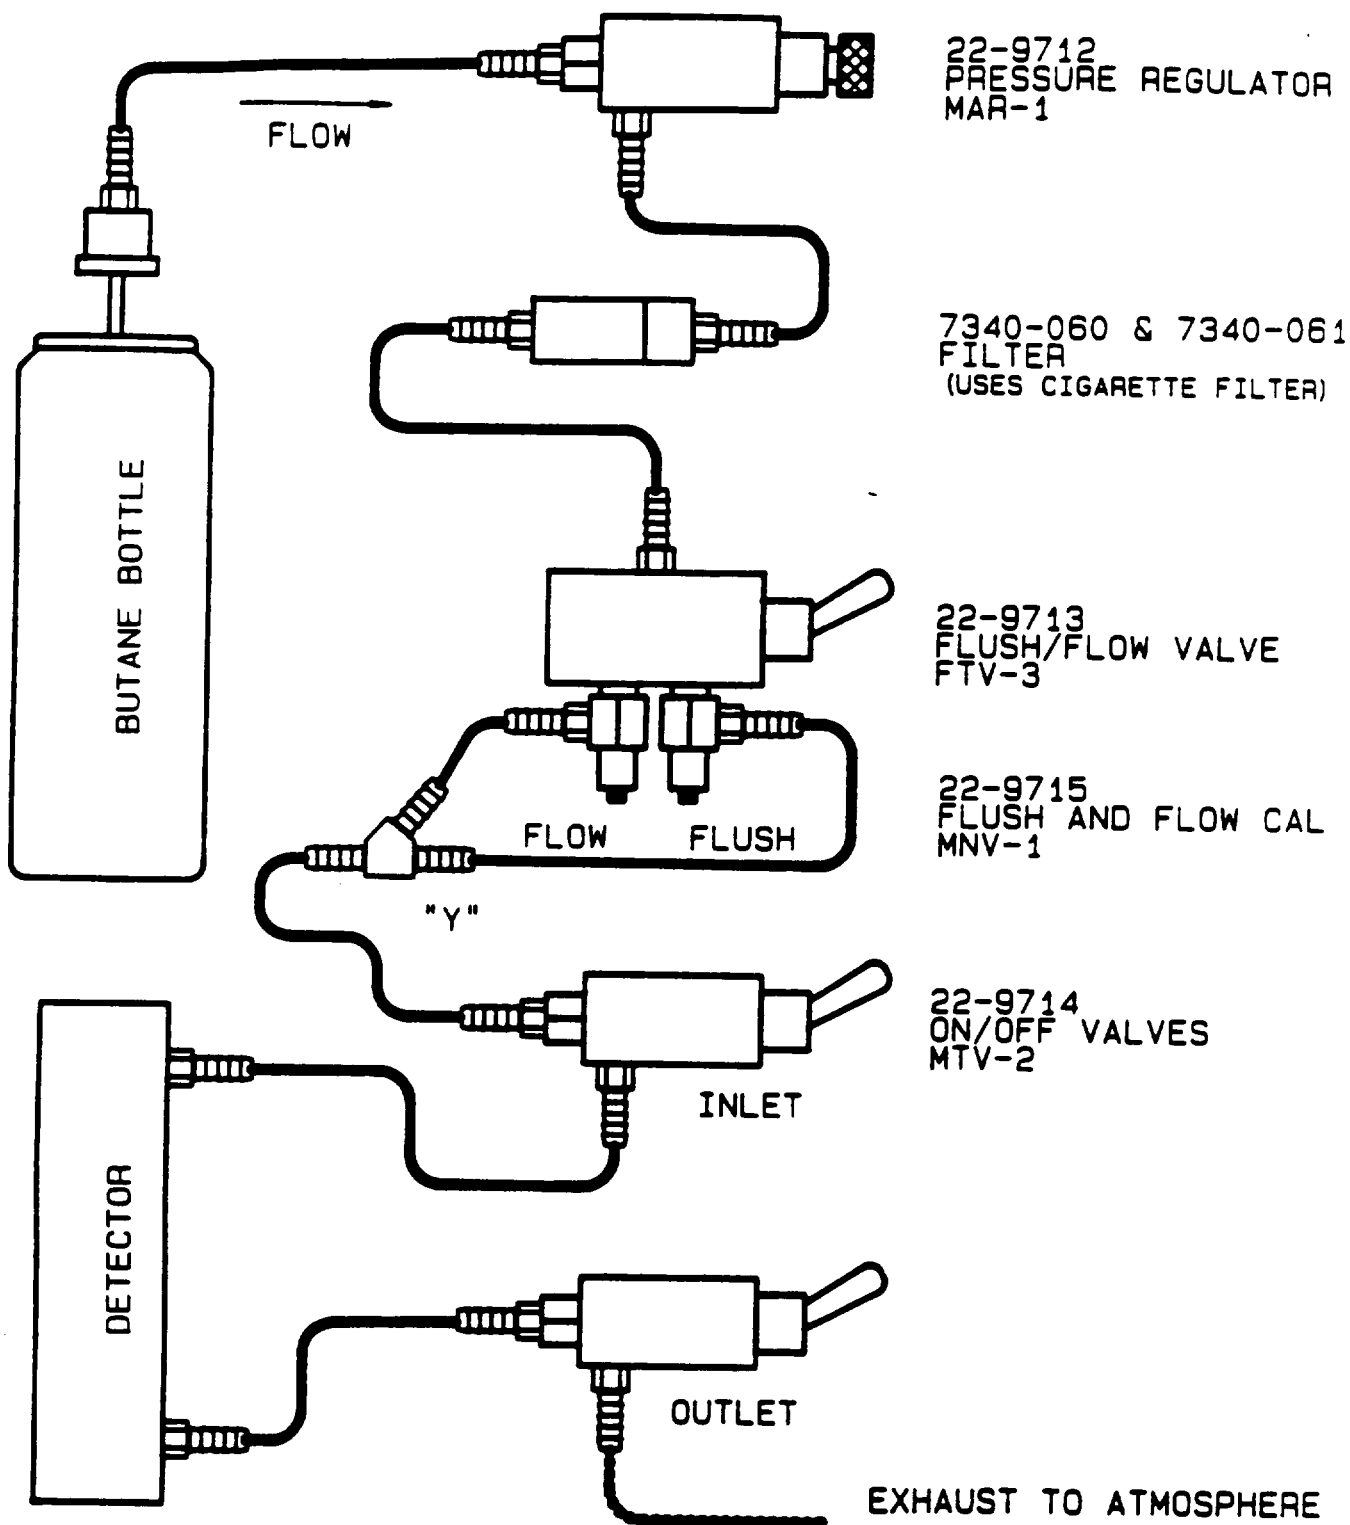 22-9712
PRESSURE REGULATOR
MAR-1
FLOW
7340-060 & 7340-061
FILTER
(USES CIGARETTE FILTER)
BUTANE BOTTLE
22-9713
FLUSH/FLOW VALVE
FTV-3
22-9715
FLUSH AND FLOW CAL
MNV-1
FLOW
FLUSH
"Y"
22-9714
ON/OFF VALVES
MTV-2
INLET
DETECTOR
OUTLET
EXHAUST TO ATMOSPHERE